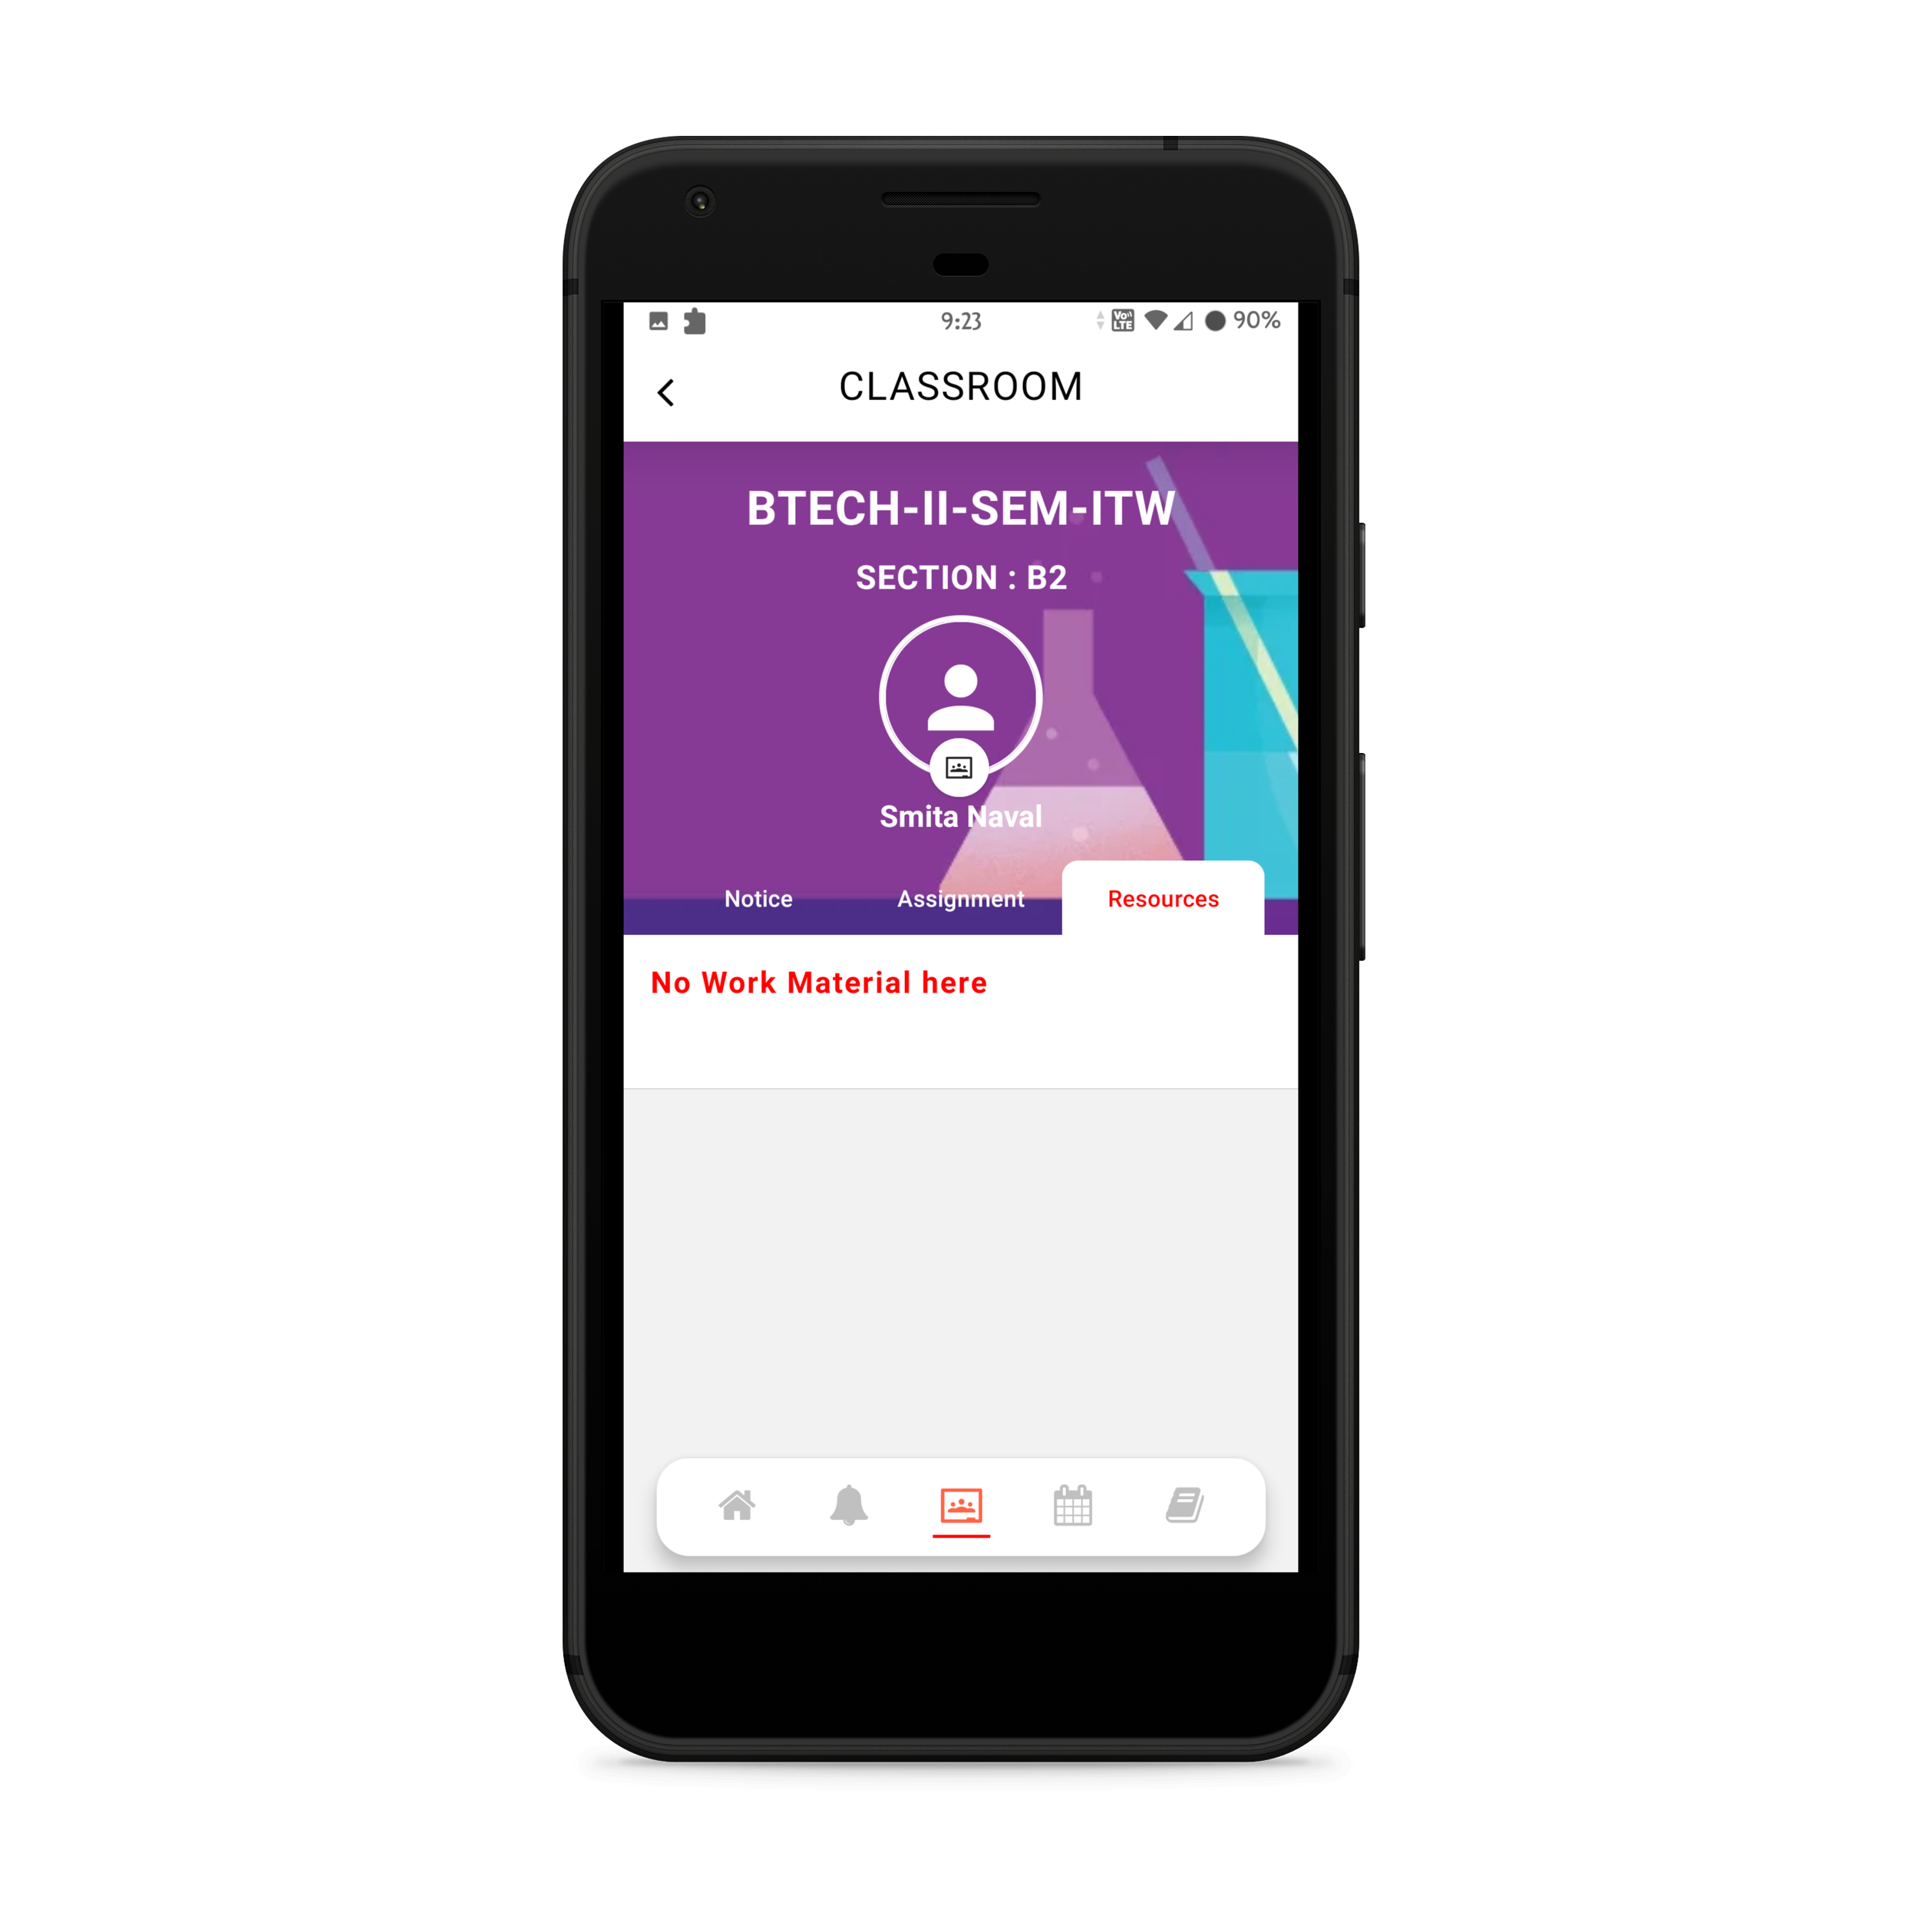 9:23 Vo LTE 90%
CLASSROOM
BTECH-II-SEM-ITW
SECTION : B2
Smita Naval
Notice Assignment Resources
No Work Material here